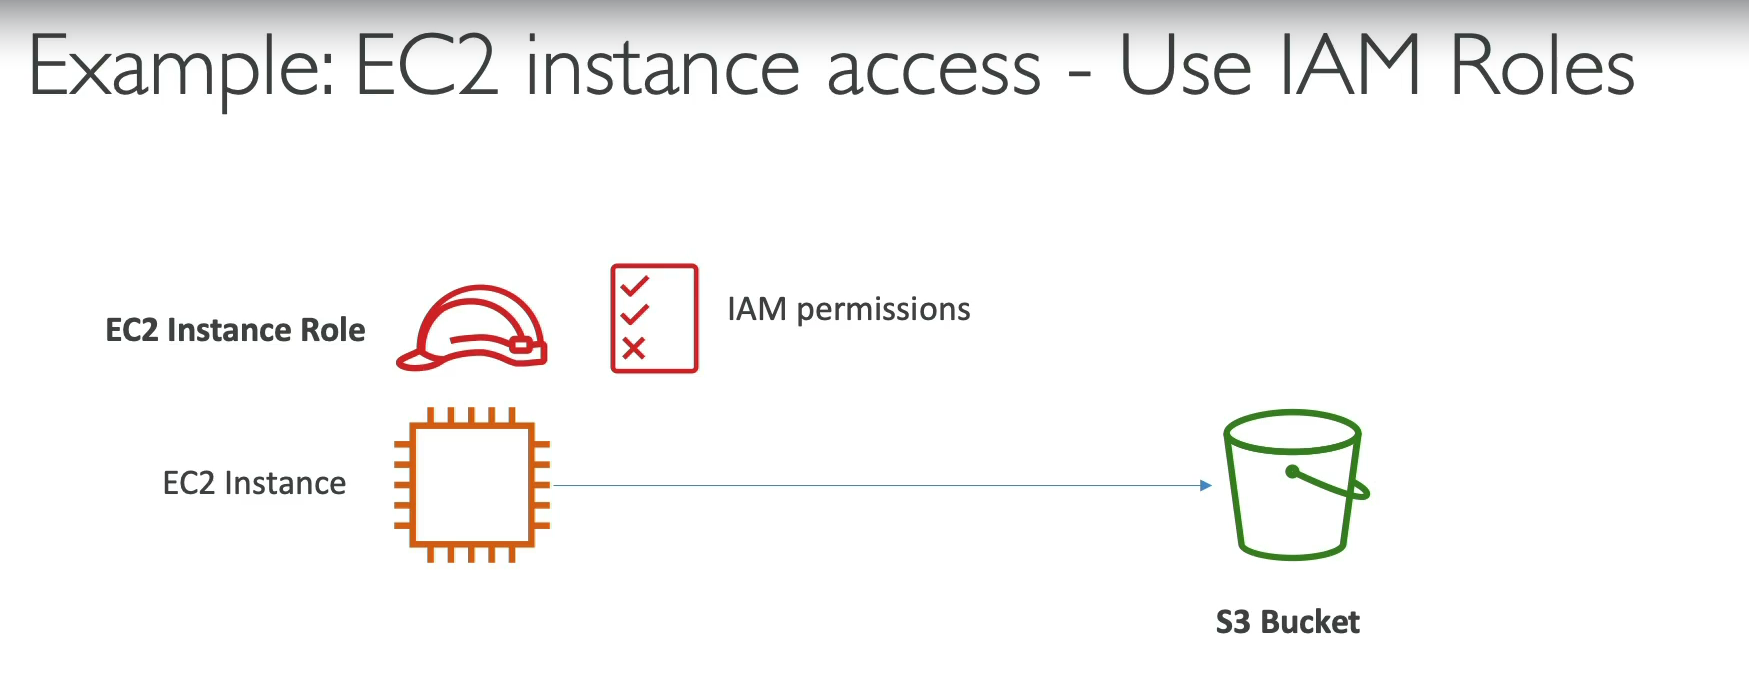 Example: EC2 instance access - Use IAM Roles
EC2 Instance Role
IAM permissions
EC2 Instance
S3 Bucket